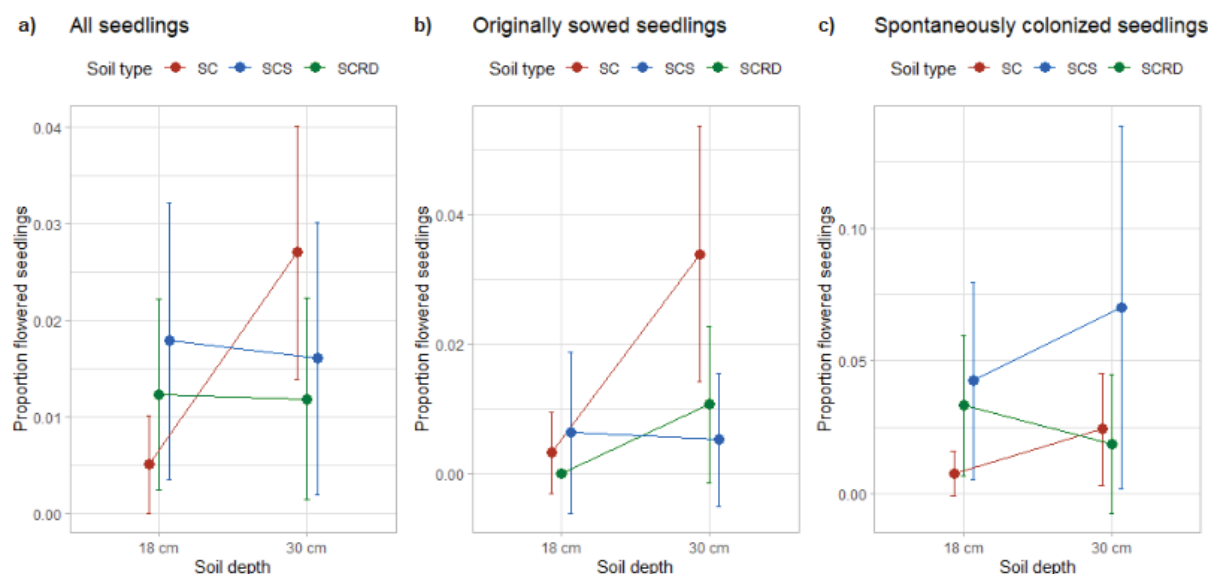 a) All seedlings
Soil type SC SCS SCRD
Proportion flowered seedlings
0.04
0.03
0.02
0.01
0.00
18 cm 30 cm
Soil depth
b) Originally sowed seedlings
Soil type SC SCS SCRD
Proportion flowered seedlings
0.04
0.02
0.00
18 cm 30 cm
Soil depth
c) Spontaneously colonized seedlings
Soil type SC SCS SCRD
Proportion flowered seedlings
0.10
0.05
0.00
18 cm 30 cm
Soil depth